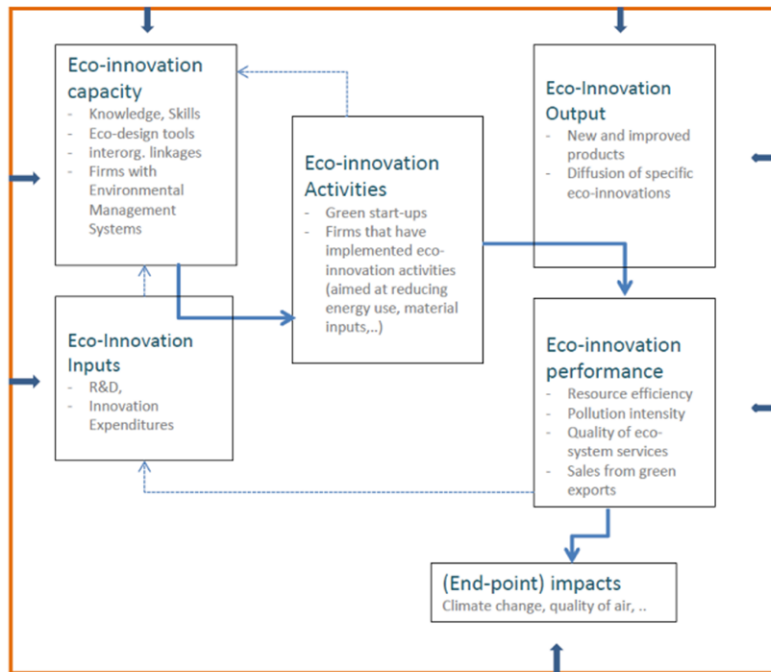 Eco-innovation
capacity
- Knowledge, Skills
- Eco-design tools
- interorg. linkages
- Firms with
Environmental
Management
Systems
Eco-Innovation
Inputs
- R&D,
- Innovation
Expenditures
Eco-innovation
Activities
- Green start-ups
- Firms that have
implemented eco-
innovation activities
(aimed at reducing
energy use, material
inputs,..)
Eco-Innovation
Output
- New and improved
products
- Diffusion of specific
eco-innovations
Eco-innovation
performance
- Resource efficiency
- Pollution intensity
- Quality of eco-
system services
- Sales from green
exports
(End-point) impacts
Climate change, quality of air, ..